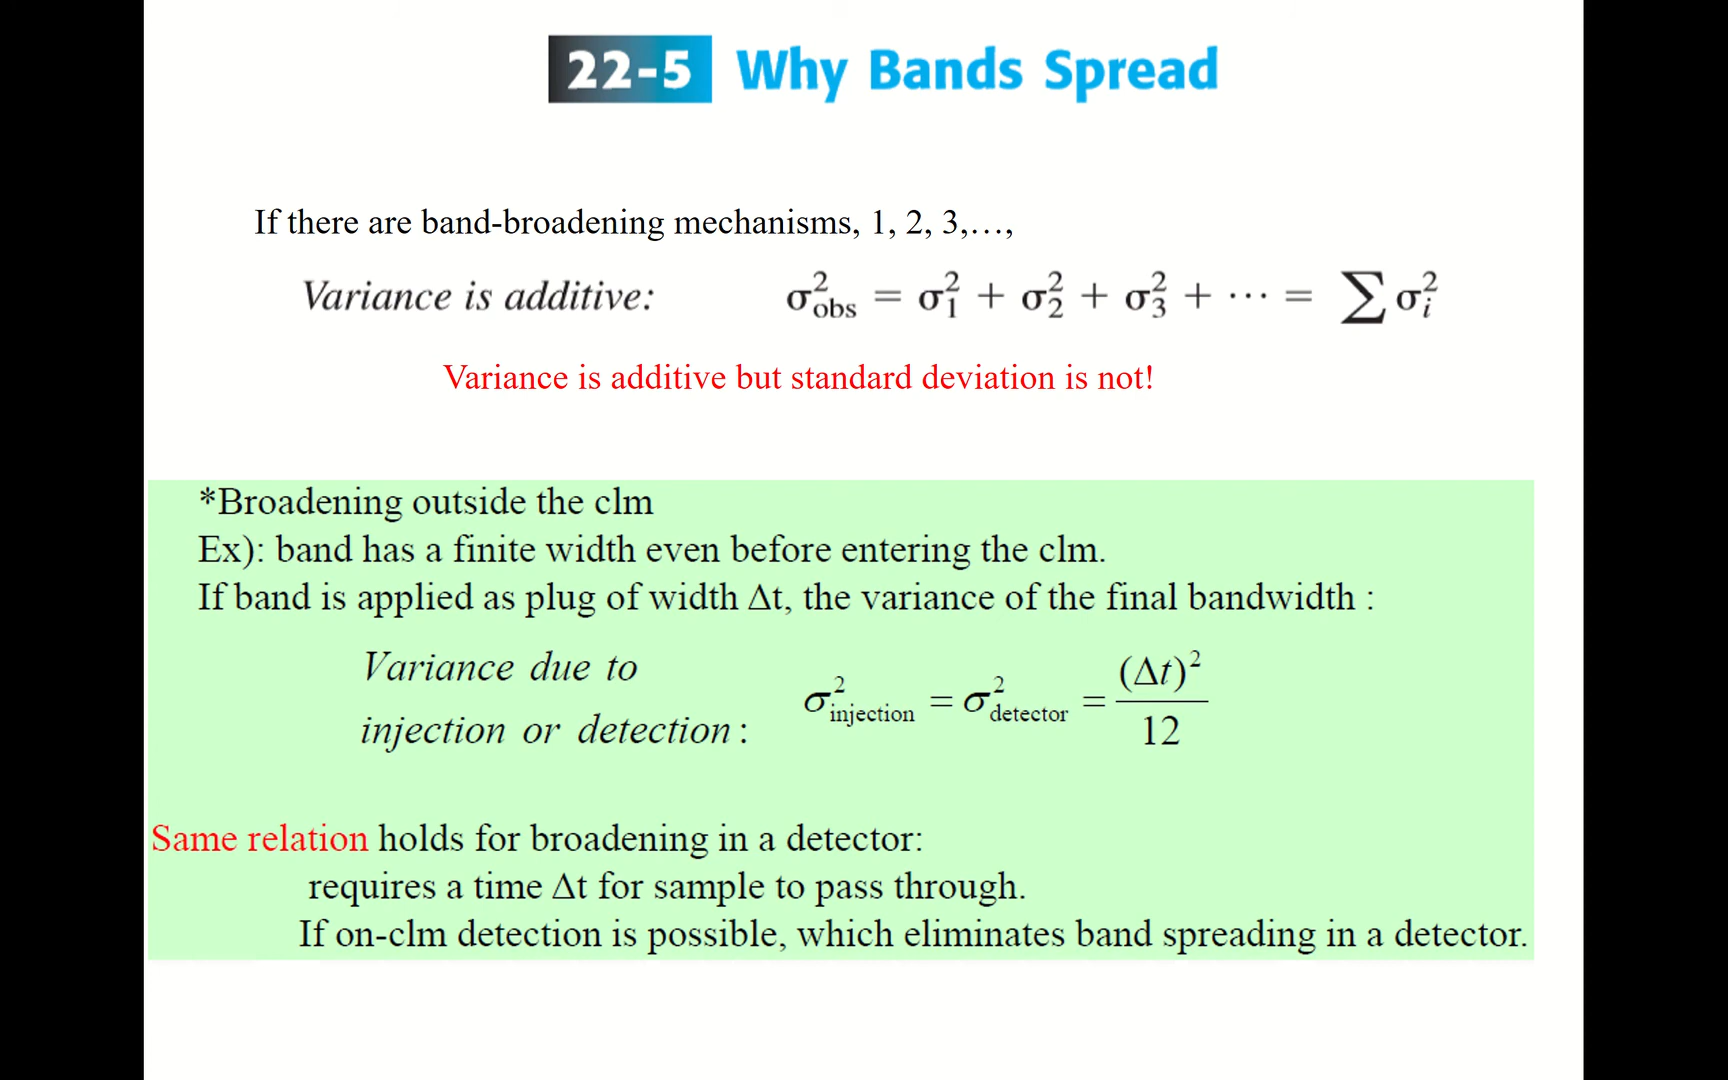 22-5 Why Bands Spread
If there are band-broadening mechanisms, 1, 2, 3,…,
Variance is additive: σ²obs = σ²1 + σ²2 + σ²3 + ⋯ = ∑ σ²i
Variance is additive but standard deviation is not!
*Broadening outside the clm
Ex): band has a finite width even before entering the clm.
If band is applied as plug of width Δt, the variance of the final bandwidth :
Variance due to
injection or detection : σ²injection = σ²detector = (Δt)²/12
Same relation holds for broadening in a detector:
requires a time Δt for sample to pass through.
If on-clm detection is possible, which eliminates band spreading in a detector.